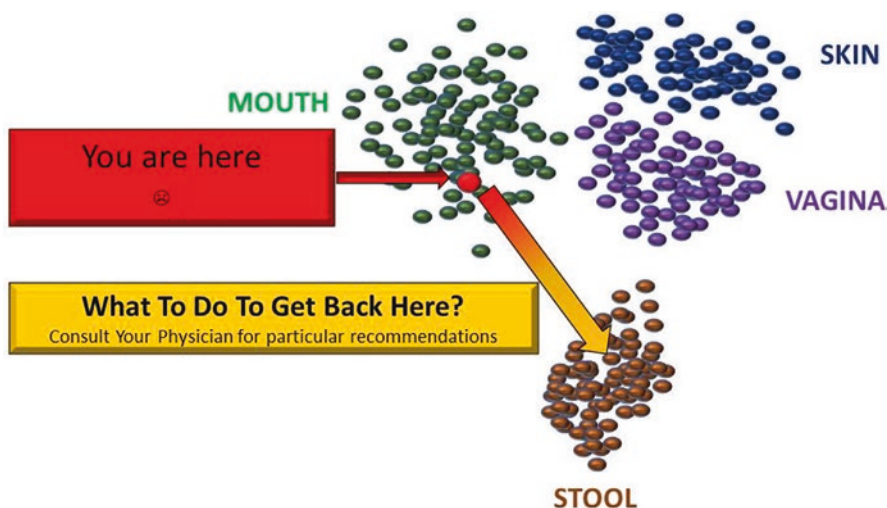 SKIN
MOUTH
You are here
☹
VAGINA
What To Do To Get Back Here?
Consult Your Physician for particular recommendations
STOOL